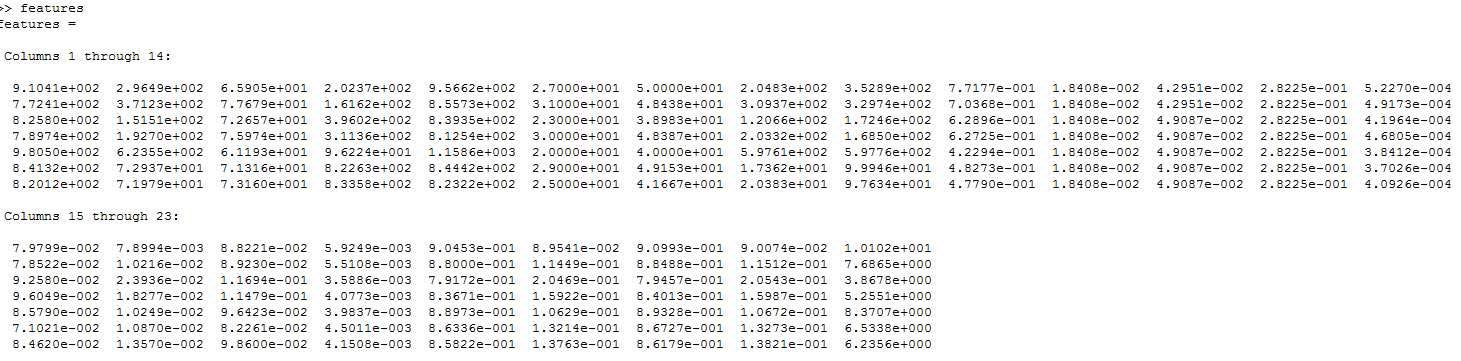 >> features
features =
Columns 1 through 14:
9.1041e+002 2.9649e+002 6.5905e+001 2.0237e+002 9.5662e+002 2.7000e+001 5.0000e+001 2.0483e+002 3.5289e+002 7.7177e-001 1.8408e-002 4.2951e-002 2.8225e-001 5.2270e-004
7.7241e+002 3.7123e+002 7.7679e+001 1.6162e+002 8.5573e+002 3.1000e+001 4.8438e+001 3.0937e+002 3.2974e+002 7.0368e-001 1.8408e-002 4.2951e-002 2.8225e-001 4.9173e-004
8.2580e+002 1.5151e+002 7.2657e+001 3.9602e+002 8.3935e+002 2.3000e+001 3.8983e+001 1.2066e+002 1.7246e+002 6.2896e-001 1.8408e-002 4.9087e-002 2.8225e-001 4.1964e-004
7.8974e+002 1.9270e+002 7.5974e+001 3.1136e+002 8.1254e+002 3.0000e+001 4.8387e+001 2.0332e+002 1.6850e+002 6.2725e-001 1.8408e-002 4.9087e-002 2.8225e-001 4.6805e-004
9.8050e+002 6.2355e+002 6.1193e+001 9.6224e+001 1.1586e+003 2.0000e+001 4.0000e+001 5.9761e+002 5.9776e+002 4.2294e-001 1.8408e-002 4.9087e-002 2.8225e-001 3.8412e-004
8.4132e+002 7.2937e+001 7.1316e+001 8.2263e+002 8.4442e+002 2.9000e+001 4.9153e+001 1.7362e+001 9.9946e+001 4.8273e-001 1.8408e-002 4.9087e-002 2.8225e-001 3.7026e-004
8.2012e+002 7.1979e+001 7.3160e+001 8.3358e+002 8.2322e+002 2.5000e+001 4.1667e+001 2.0383e+001 9.7634e+001 4.7790e-001 1.8408e-002 4.9087e-002 2.8225e-001 4.0926e-004
Columns 15 through 23:
7.9799e-002 7.8994e-003 8.8221e-002 5.9249e-003 9.0453e-001 8.9541e-002 9.0993e-001 9.0074e-002 1.0102e+001
7.8522e-002 1.0216e-002 8.9230e-002 5.5108e-003 8.8000e-001 1.1449e-001 8.8488e-001 1.1512e-001 7.6865e+000
9.2580e-002 2.3936e-002 1.1694e-001 3.5886e-003 7.9172e-001 2.0469e-001 7.9457e-001 2.0543e-001 3.8678e+000
9.6049e-002 1.8277e-002 1.1479e-001 4.0773e-003 8.3671e-001 1.5922e-001 8.4013e-001 1.5987e-001 5.2551e+000
8.5790e-002 1.0249e-002 9.6423e-002 3.9837e-003 8.8973e-001 1.0629e-001 8.9328e-001 1.0672e-001 8.3707e+000
7.1021e-002 1.0870e-002 8.2261e-002 4.5011e-003 8.6336e-001 1.3214e-001 8.6727e-001 1.3273e-001 6.5338e+000
8.4620e-002 1.3570e-002 9.8600e-002 4.1508e-003 8.5822e-001 1.3763e-001 8.6179e-001 1.3821e-001 6.2356e+000